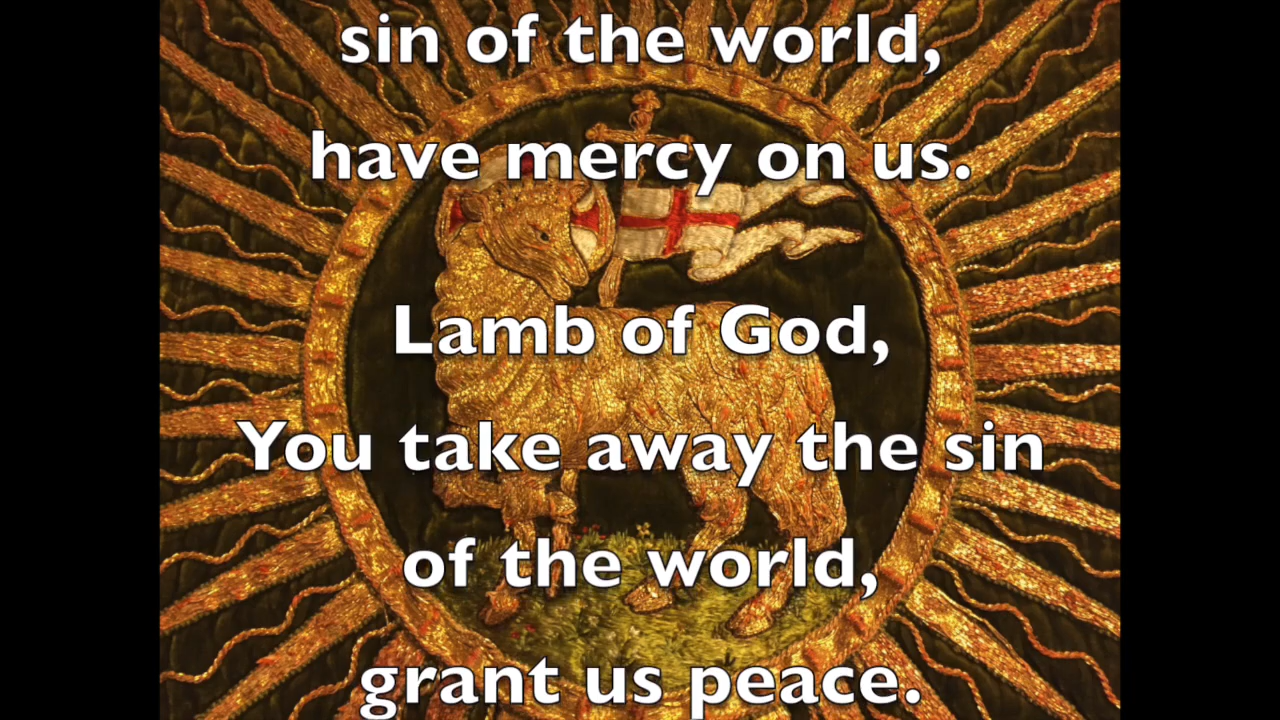 sin of the world,
have mercy on us.
Lamb of God,
You take away the sin
of the world,
grant us peace.